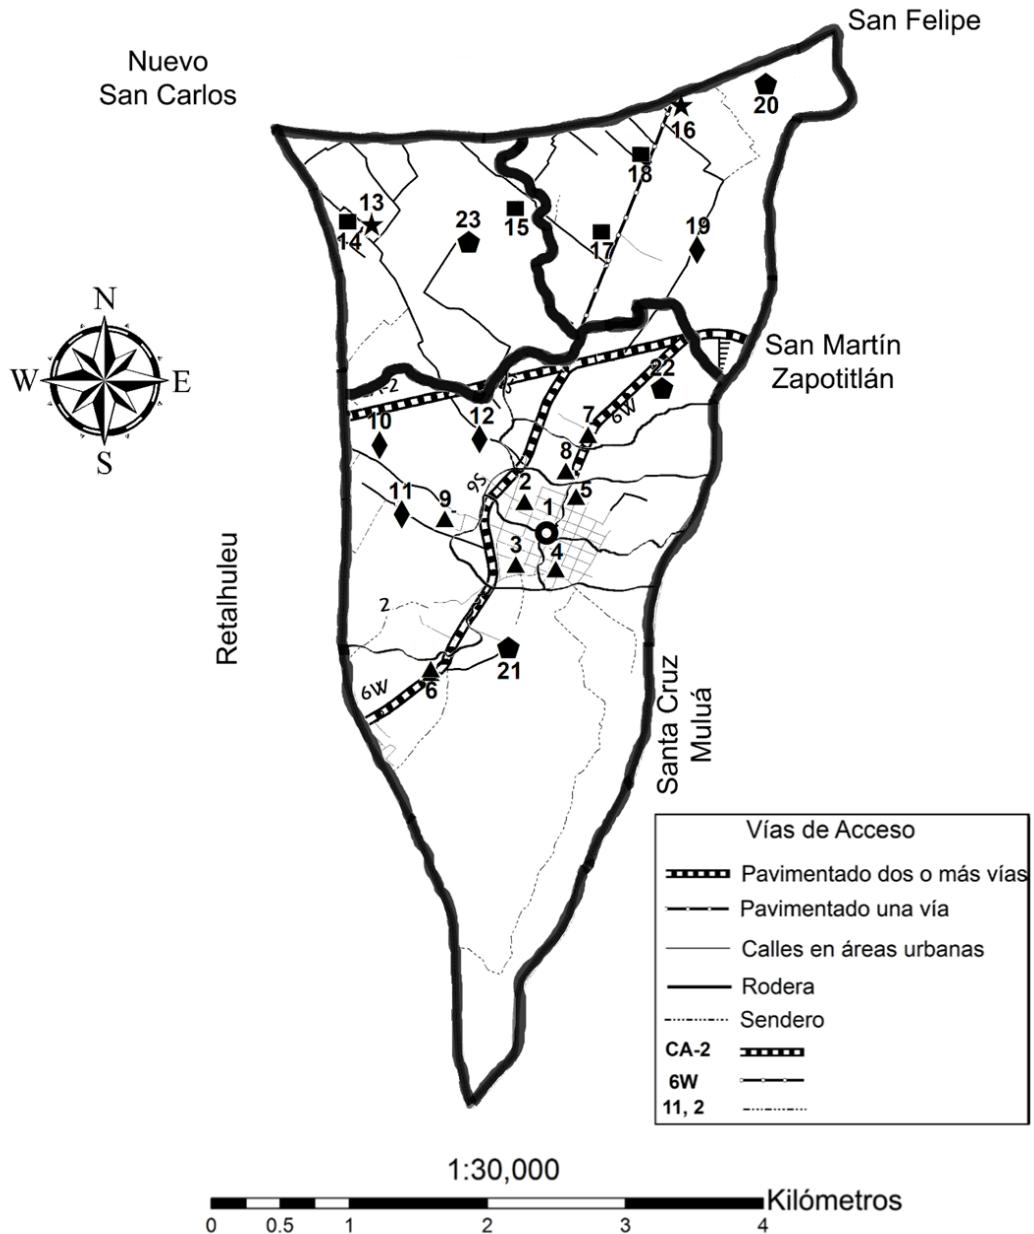 San Felipe
Nuevo
San Carlos
20
16
18
13
14
23
15
17
19
N
W
E
S
San Martín
Zapotitlán
-2
22
6W
10
12
7
8
9S
2
5
11
9
1
3
4
Retalhuleu
2
21
6W
6
Santa Cruz
Muluá
Vías de Acceso
Pavimentado dos o más vías
Pavimentado una vía
Calles en áreas urbanas
Rodera
Sendero
CA-2
6W
11, 2
1:30,000
Kilómetros
0 0.5 1 2 3 4